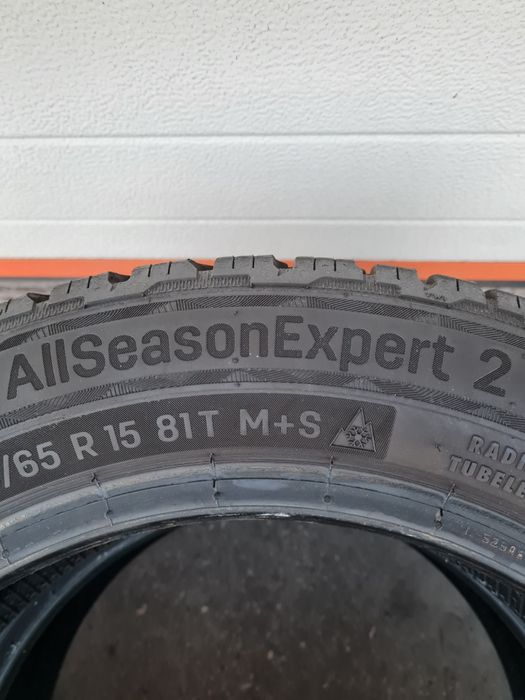 AllSeasonExpert 2
/65 R 15 81T M+S
RADI
TUBELE